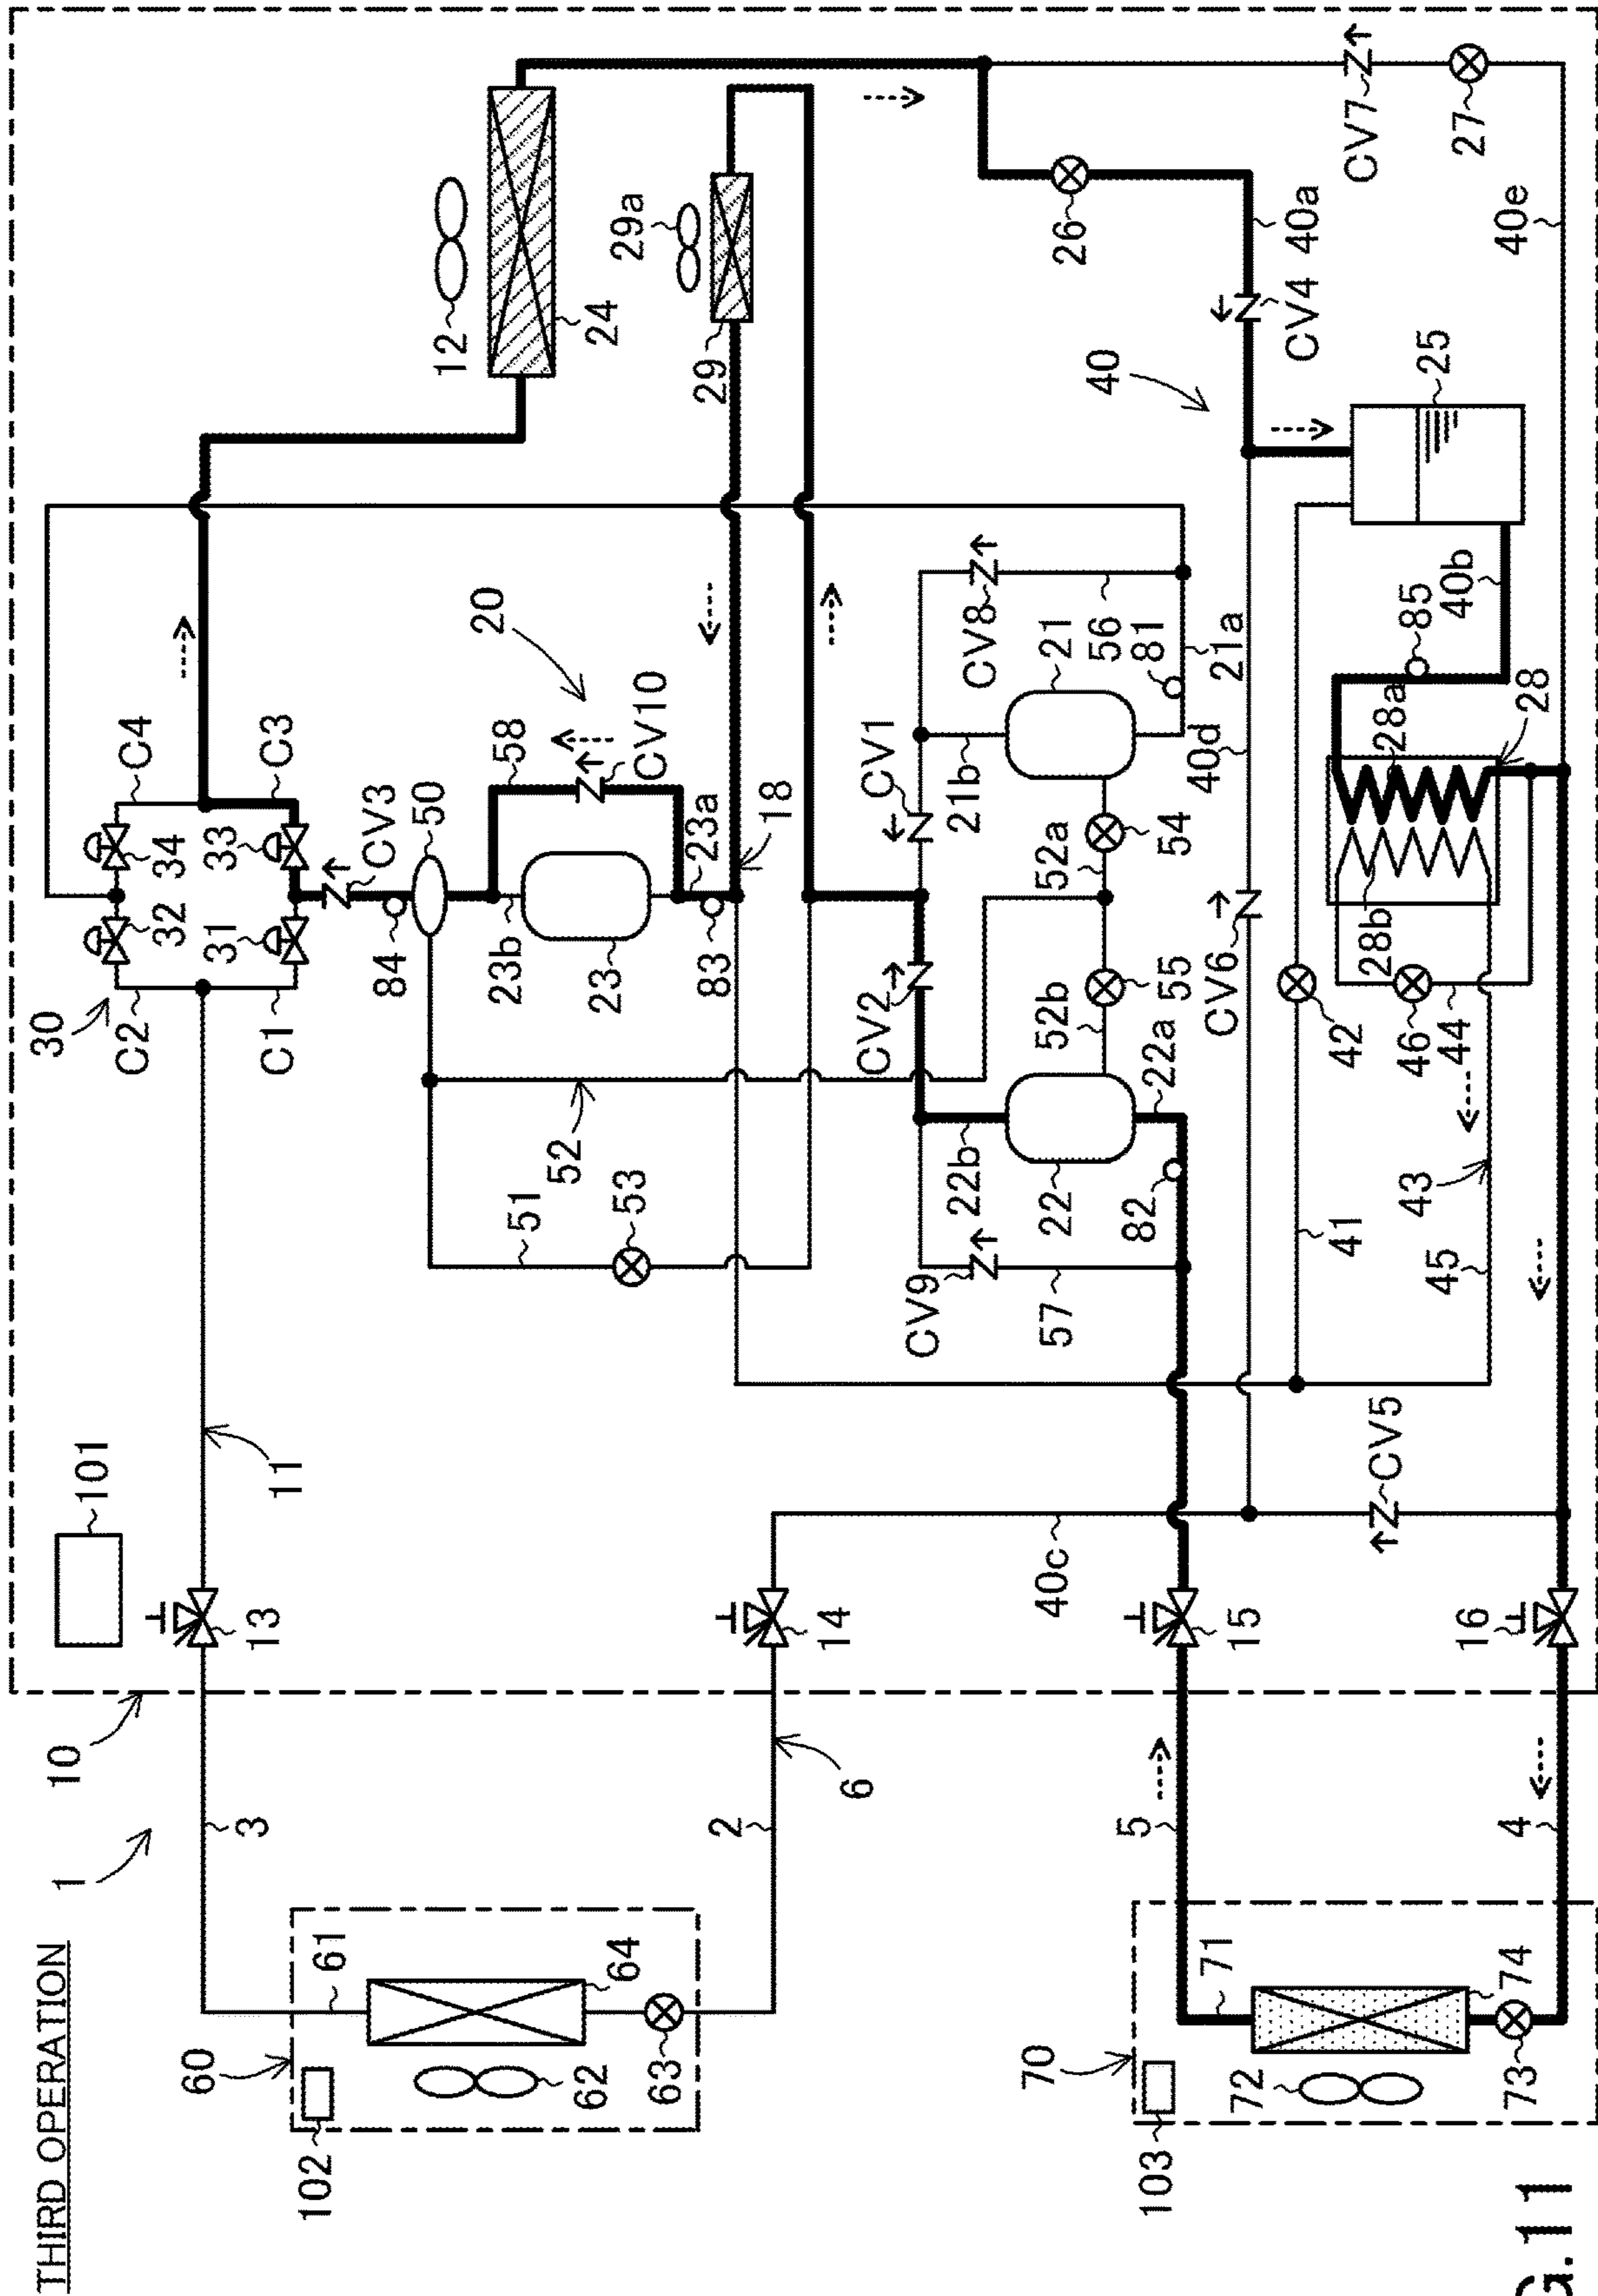 THIRD OPERATION
1
10
30
101
C2
C4
32
34
60
31
33
3
13
C1
C3
11
102
61
CV3
84
50
12
20
23b
58
51
52
62
23
24
64
53
29a
CV10
63
23a
29
83
2
18
14
6
CV2
CV1
CV9
22b
21b
CV8
70
40c
52b
52a
57
22
21
26
40
56
5
82
81
103
22a
55
54
40d
71
CV6
21a
15
72
CV4
40a
41
42
28b
28a
CV5
CV7
43
46
85
25
45
44
40b
16
27
4
74
40e
73
28
G.11